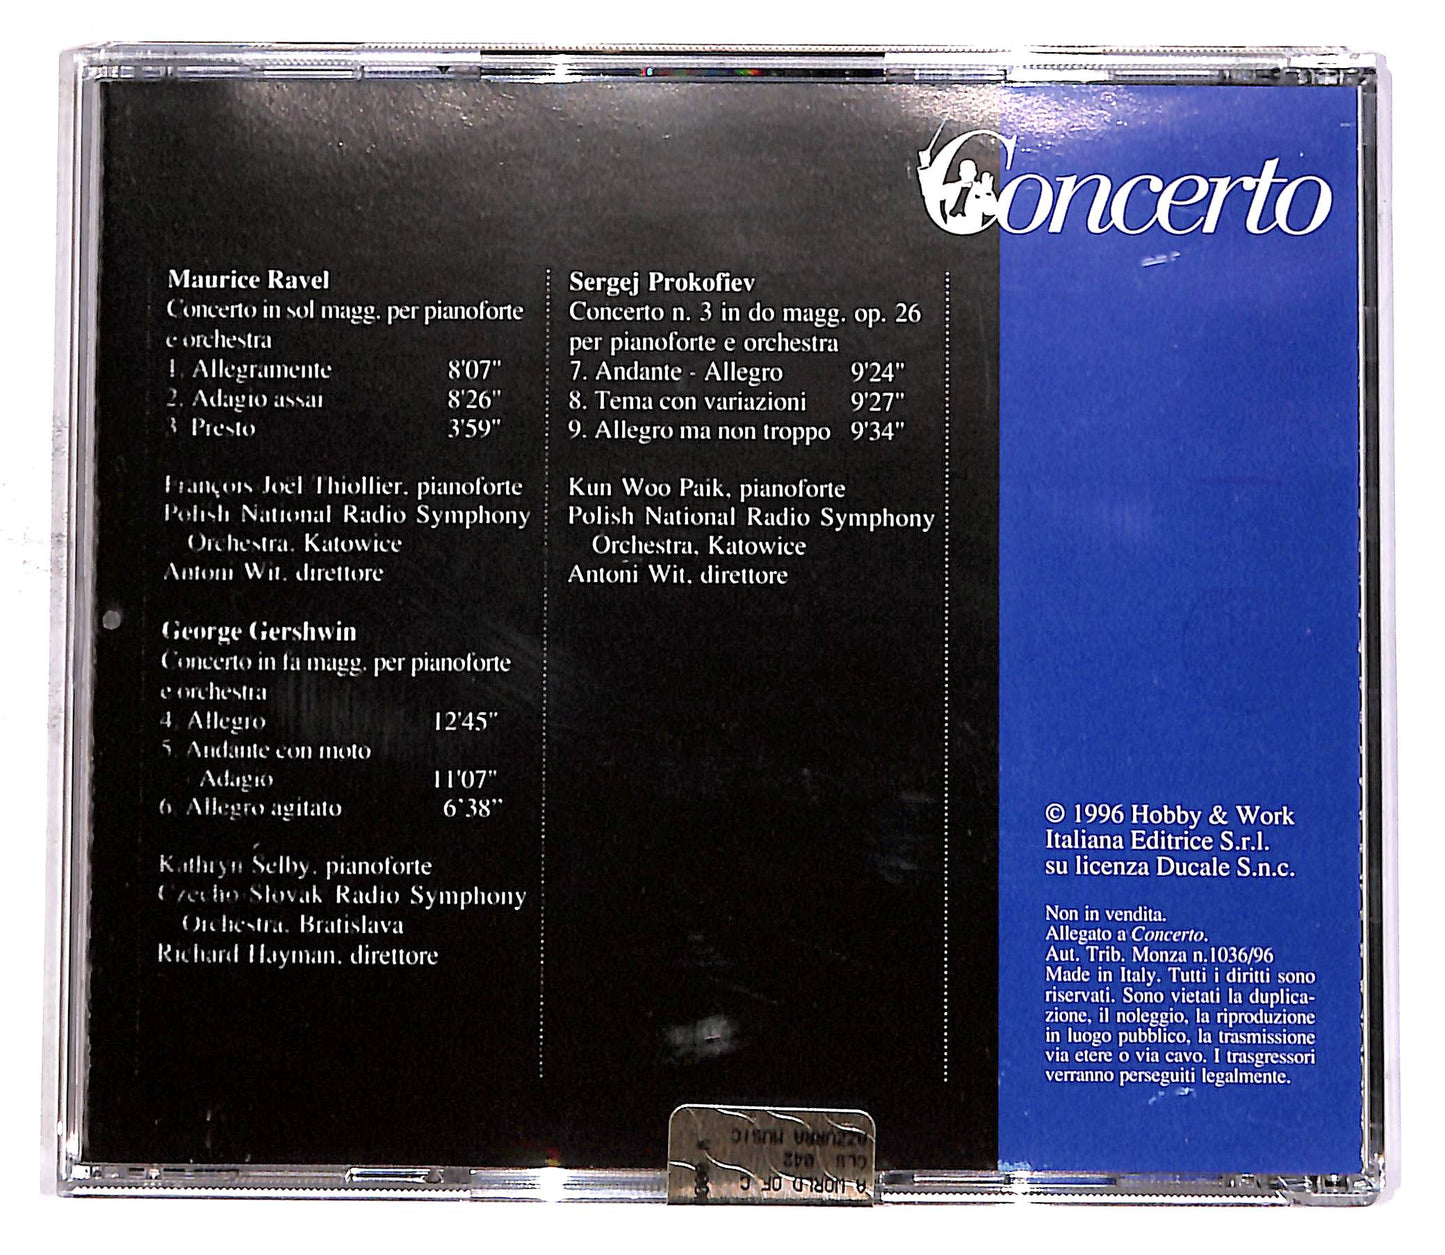 Concerto
Maurice Ravel
Concerto in sol magg. per pianoforte
e orchestra
1. Allegramente 8'07"
2. Adagio assai 8'26"
3. Presto 3'59"
François Joël Thiollier, pianoforte
Polish National Radio Symphony
Orchestra, Katowice
Antoni Wit, direttore
George Gershwin
Concerto in fa magg. per pianoforte
e orchestra
4. Allegro 12'45"
5. Andante con moto
Adagio 11'07"
6. Allegro agitato 6'38"
Kathryn Selby, pianoforte
Czecho-Slovak Radio Symphony
Orchestra, Bratislava
Richard Hayman, direttore
Sergej Prokofiev
Concerto n. 3 in do magg. op. 26
per pianoforte e orchestra
7. Andante - Allegro 9'24"
8. Tema con variazioni 9'27"
9. Allegro ma non troppo 9'34"
Kun Woo Paik, pianoforte
Polish National Radio Symphony
Orchestra, Katowice
Antoni Wit, direttore
© 1996 Hobby & Work
Italiana Editrice S.r.l.
su licenza Ducale S.n.c.
Non in vendita.
Allegato a Concerto.
Aut. Trib. Monza n.1036/96
Made in Italy. Tutti i diritti sono
riservati. Sono vietati la duplica-
zione, il noleggio, la riproduzione
in luogo pubblico, la trasmissione
via etere o via cavo. I trasgressori
verranno perseguiti legalmente.
A WORLD OF C
CLB 042
AZZURRA MUSIC